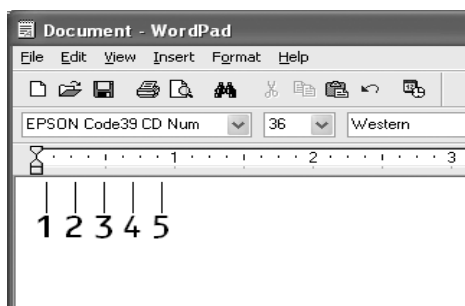 Document - WordPad
File Edit View Insert Format Help
EPSON Code39 CD Num 36 Western
1 2 3
1 2 3 4 5